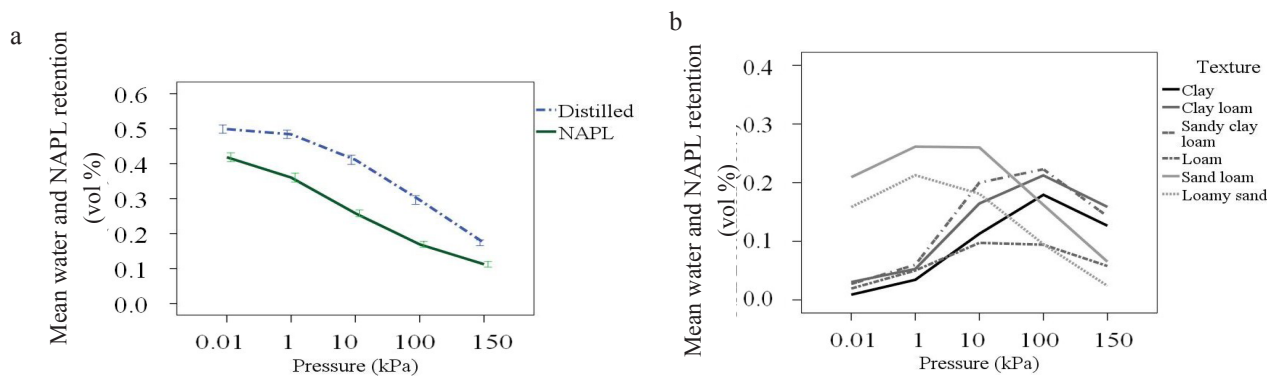 a
Mean water and NAPL retention
(vol %)
0.6
0.5
0.4
0.3
0.2
0.1
0.0
0.01 1 10 100 150
Pressure (kPa)
Distilled
NAPL
b
Mean water and NAPL retention
(vol %)
0.4
0.3
0.2
0.1
0.0
0.01 1 10 100 150
Pressure (kPa)
Texture
Clay
Clay loam
Sandy clay
loam
Loam
Sand loam
Loamy sand